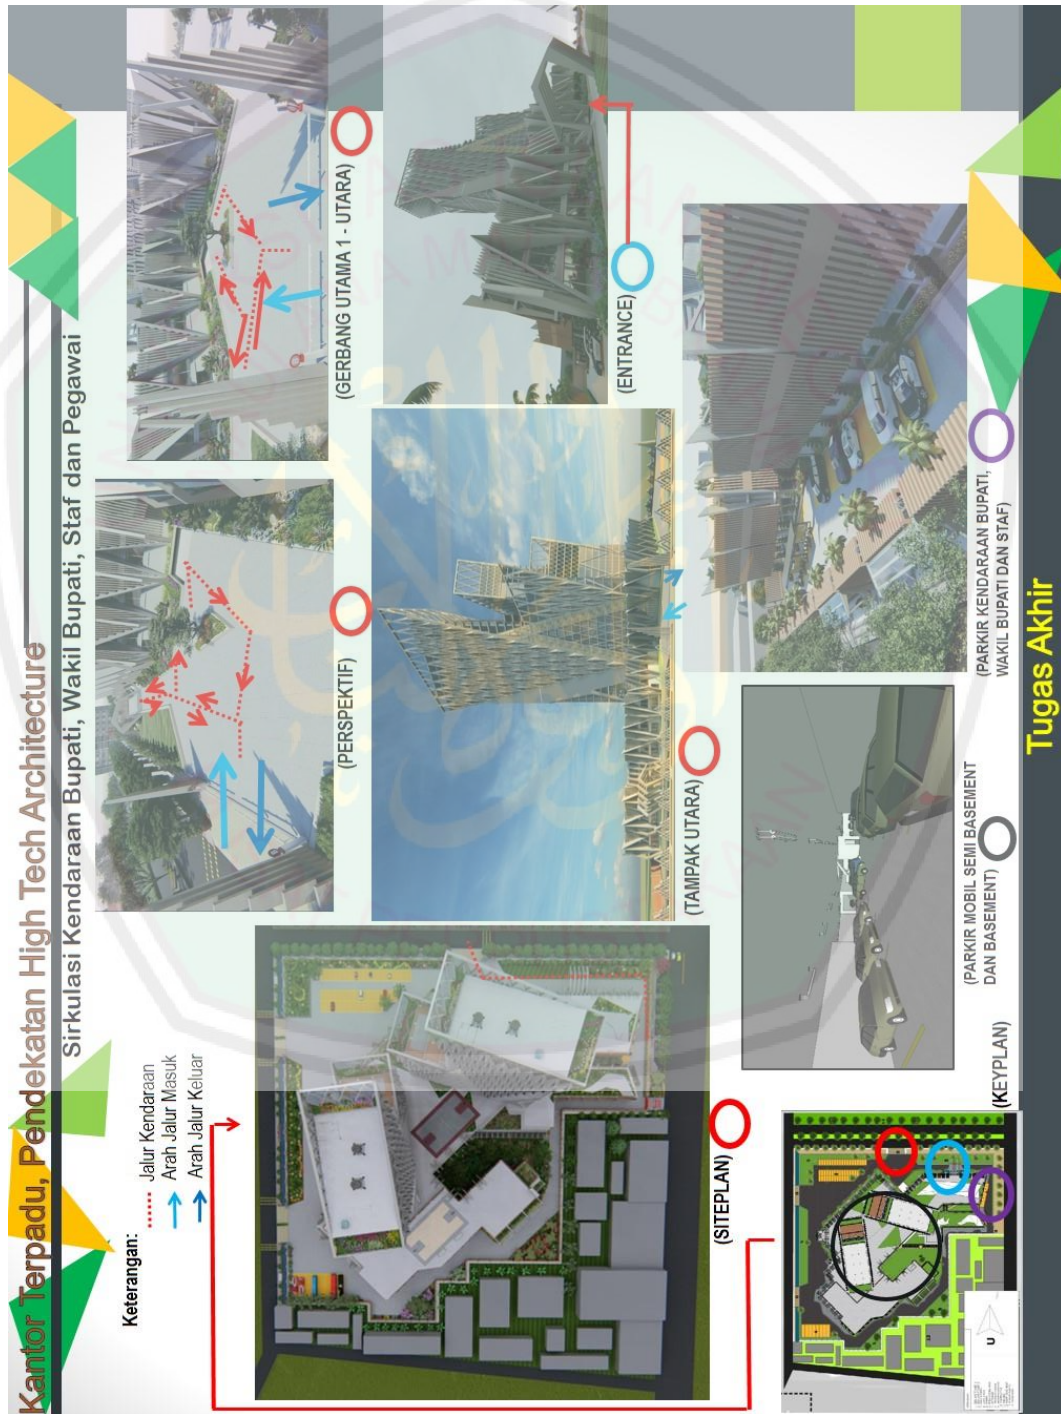 Kantor Terpadu, Pendekatan High Tech Architecture
Sirkulasi Kendaraan Bupati, Wakil Bupati, Staf dan Pegawai
Keterangan:
Jalur Kendaraan
Arah Jalur Masuk
Arah Jalur Keluar
(PERSPEKTIF)
(GERBANG UTAMA 1 - UTARA)
(SITEPLAN)
(TAMPAK UTARA)
(ENTRANCE)
(KEYPLAN)
U
(PARKIR MOBIL SEMI BASEMENT
DAN BASEMENT)
(PARKIR KENDARAAN BUPATI,
WAKIL BUPATI DAN STAF)
Tugas Akhir